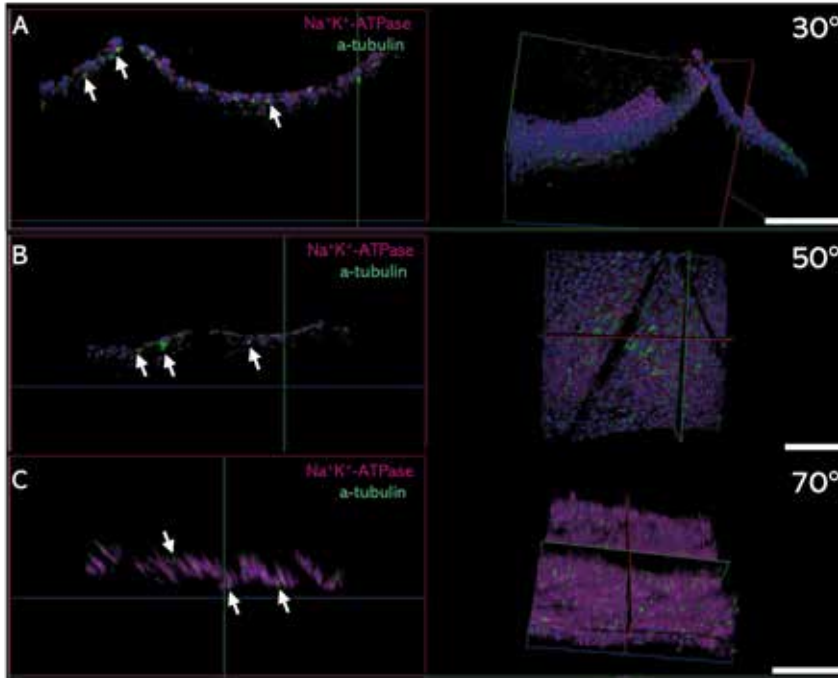 A
Na⁺K⁺-ATPase
a-tubulin
30°
B
Na⁺K⁺-ATPase
a-tubulin
50°
C
Na⁺K⁺-ATPase
a-tubulin
70°